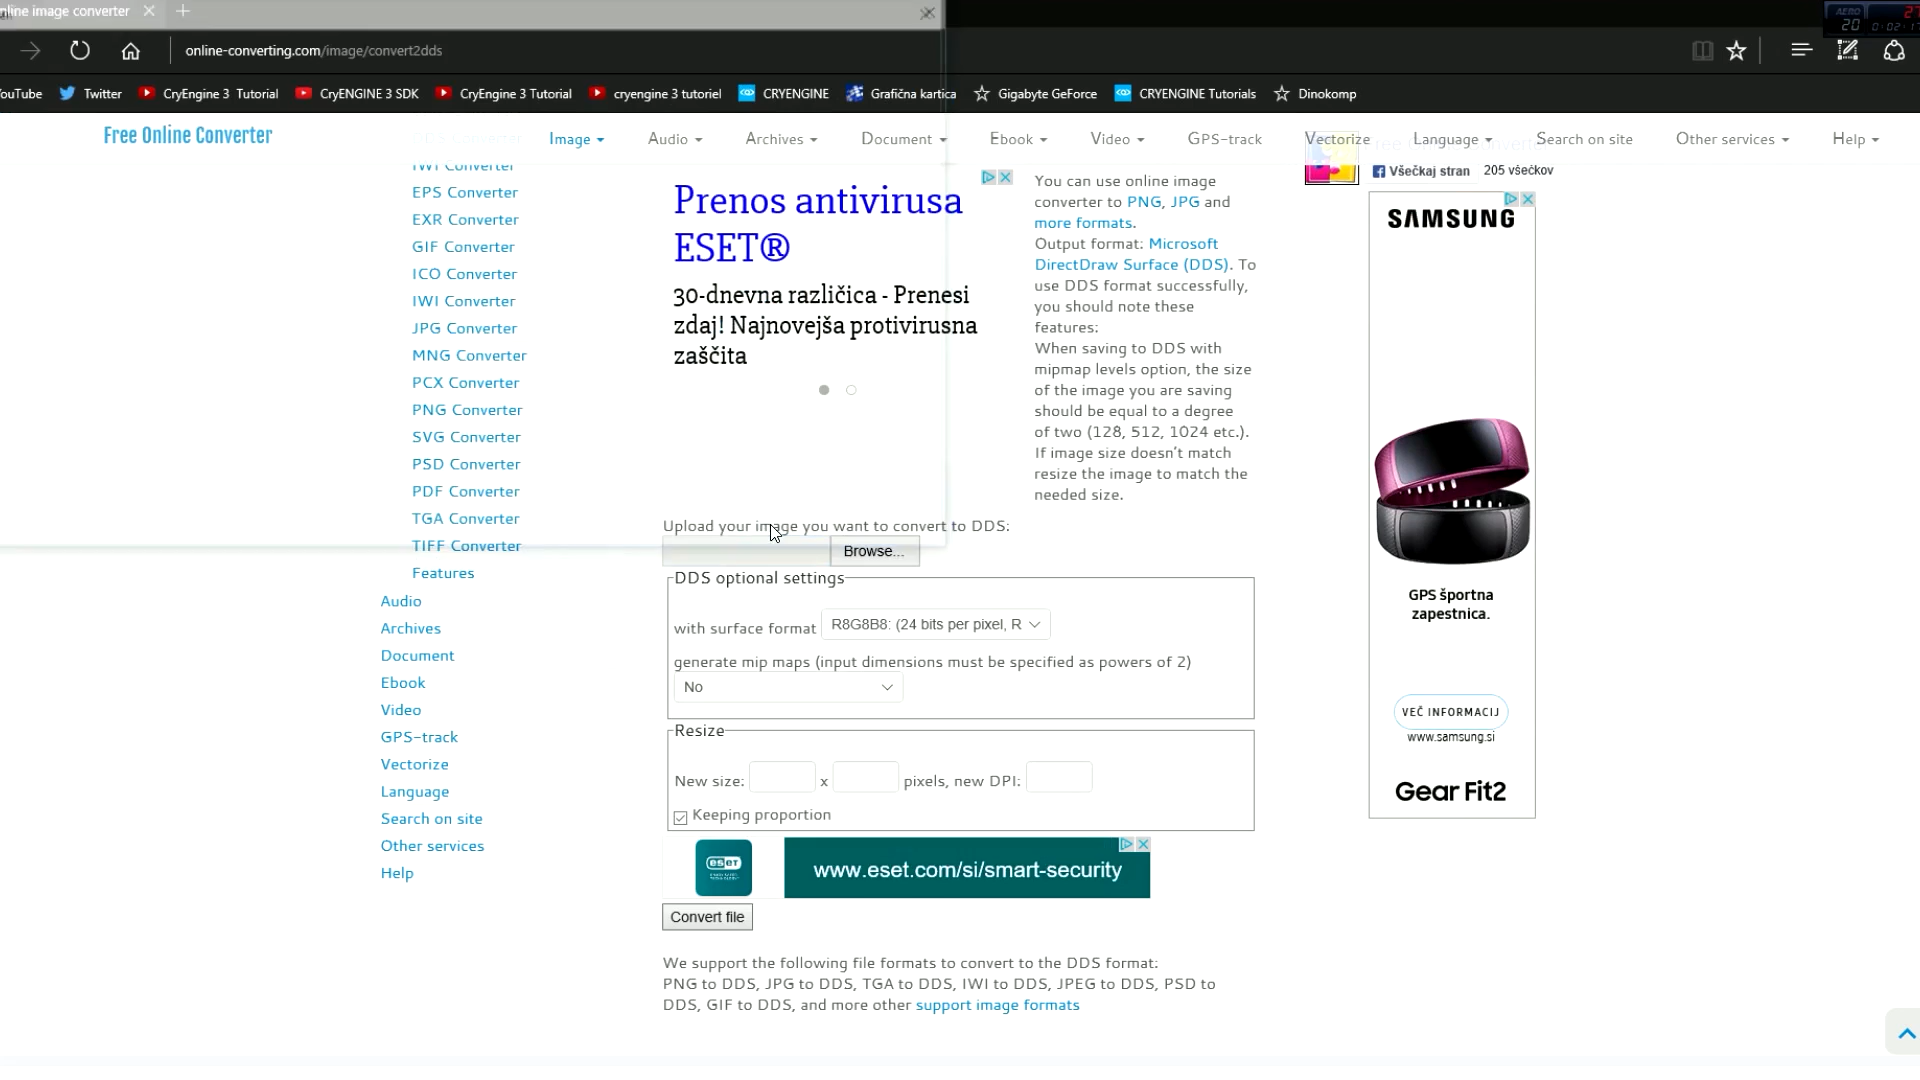 nline image converter
AERO
20
27
0:02:1
online-converting.com/image/convert2dds
ouTube
Twitter
CryEngine 3 Tutorial
CryENGINE 3 SDK
CryEngine 3 Tutorial
cryengine 3 tutoriel
CRYENGINE
Grafična kartica
Gigabyte GeForce
CRYENGINE Tutorials
Dinokomp
Free Online Converter
Image
Audio
Archives
Document
Ebook
Video
GPS-track
Vectorize
Language
Search on site
Other services
Help
IWI Converter
EPS Converter
EXR Converter
GIF Converter
ICO Converter
IWI Converter
JPG Converter
MNG Converter
PCX Converter
PNG Converter
SVG Converter
PSD Converter
PDF Converter
TGA Converter
TIFF Converter
Features
Audio
Archives
Document
Ebook
Video
GPS-track
Vectorize
Language
Search on site
Other services
Help
Prenos antivirusa
ESET®
30-dnevna različica - Prenesi
zdaj! Najnovejša protivirusna
zaščita
You can use online image
converter to PNG, JPG and
more formats.
Output format: Microsoft
DirectDraw Surface (DDS). To
use DDS format successfully,
you should note these
features:
When saving to DDS with
mipmap levels option, the size
of the image you are saving
should be equal to a degree
of two (128, 512, 1024 etc.).
If image size doesn't match
resize the image to match the
needed size.
Upload your image you want to convert to DDS:
Browse...
DDS optional settings
with surface format R8G8B8: (24 bits per pixel, R
generate mip maps (input dimensions must be specified as powers of 2)
No
Resize
New size: x pixels, new DPI:
Keeping proportion
eset
www.eset.com/si/smart-security
Convert file
We support the following file formats to convert to the DDS format:
PNG to DDS, JPG to DDS, TGA to DDS, IWI to DDS, JPEG to DDS, PSD to
DDS, GIF to DDS, and more other support image formats
Všečkaj stran
205 všečkov
SAMSUNG
GPS športna
zapestnica.
VEČ INFORMACIJ
www.samsung.si
Gear Fit2